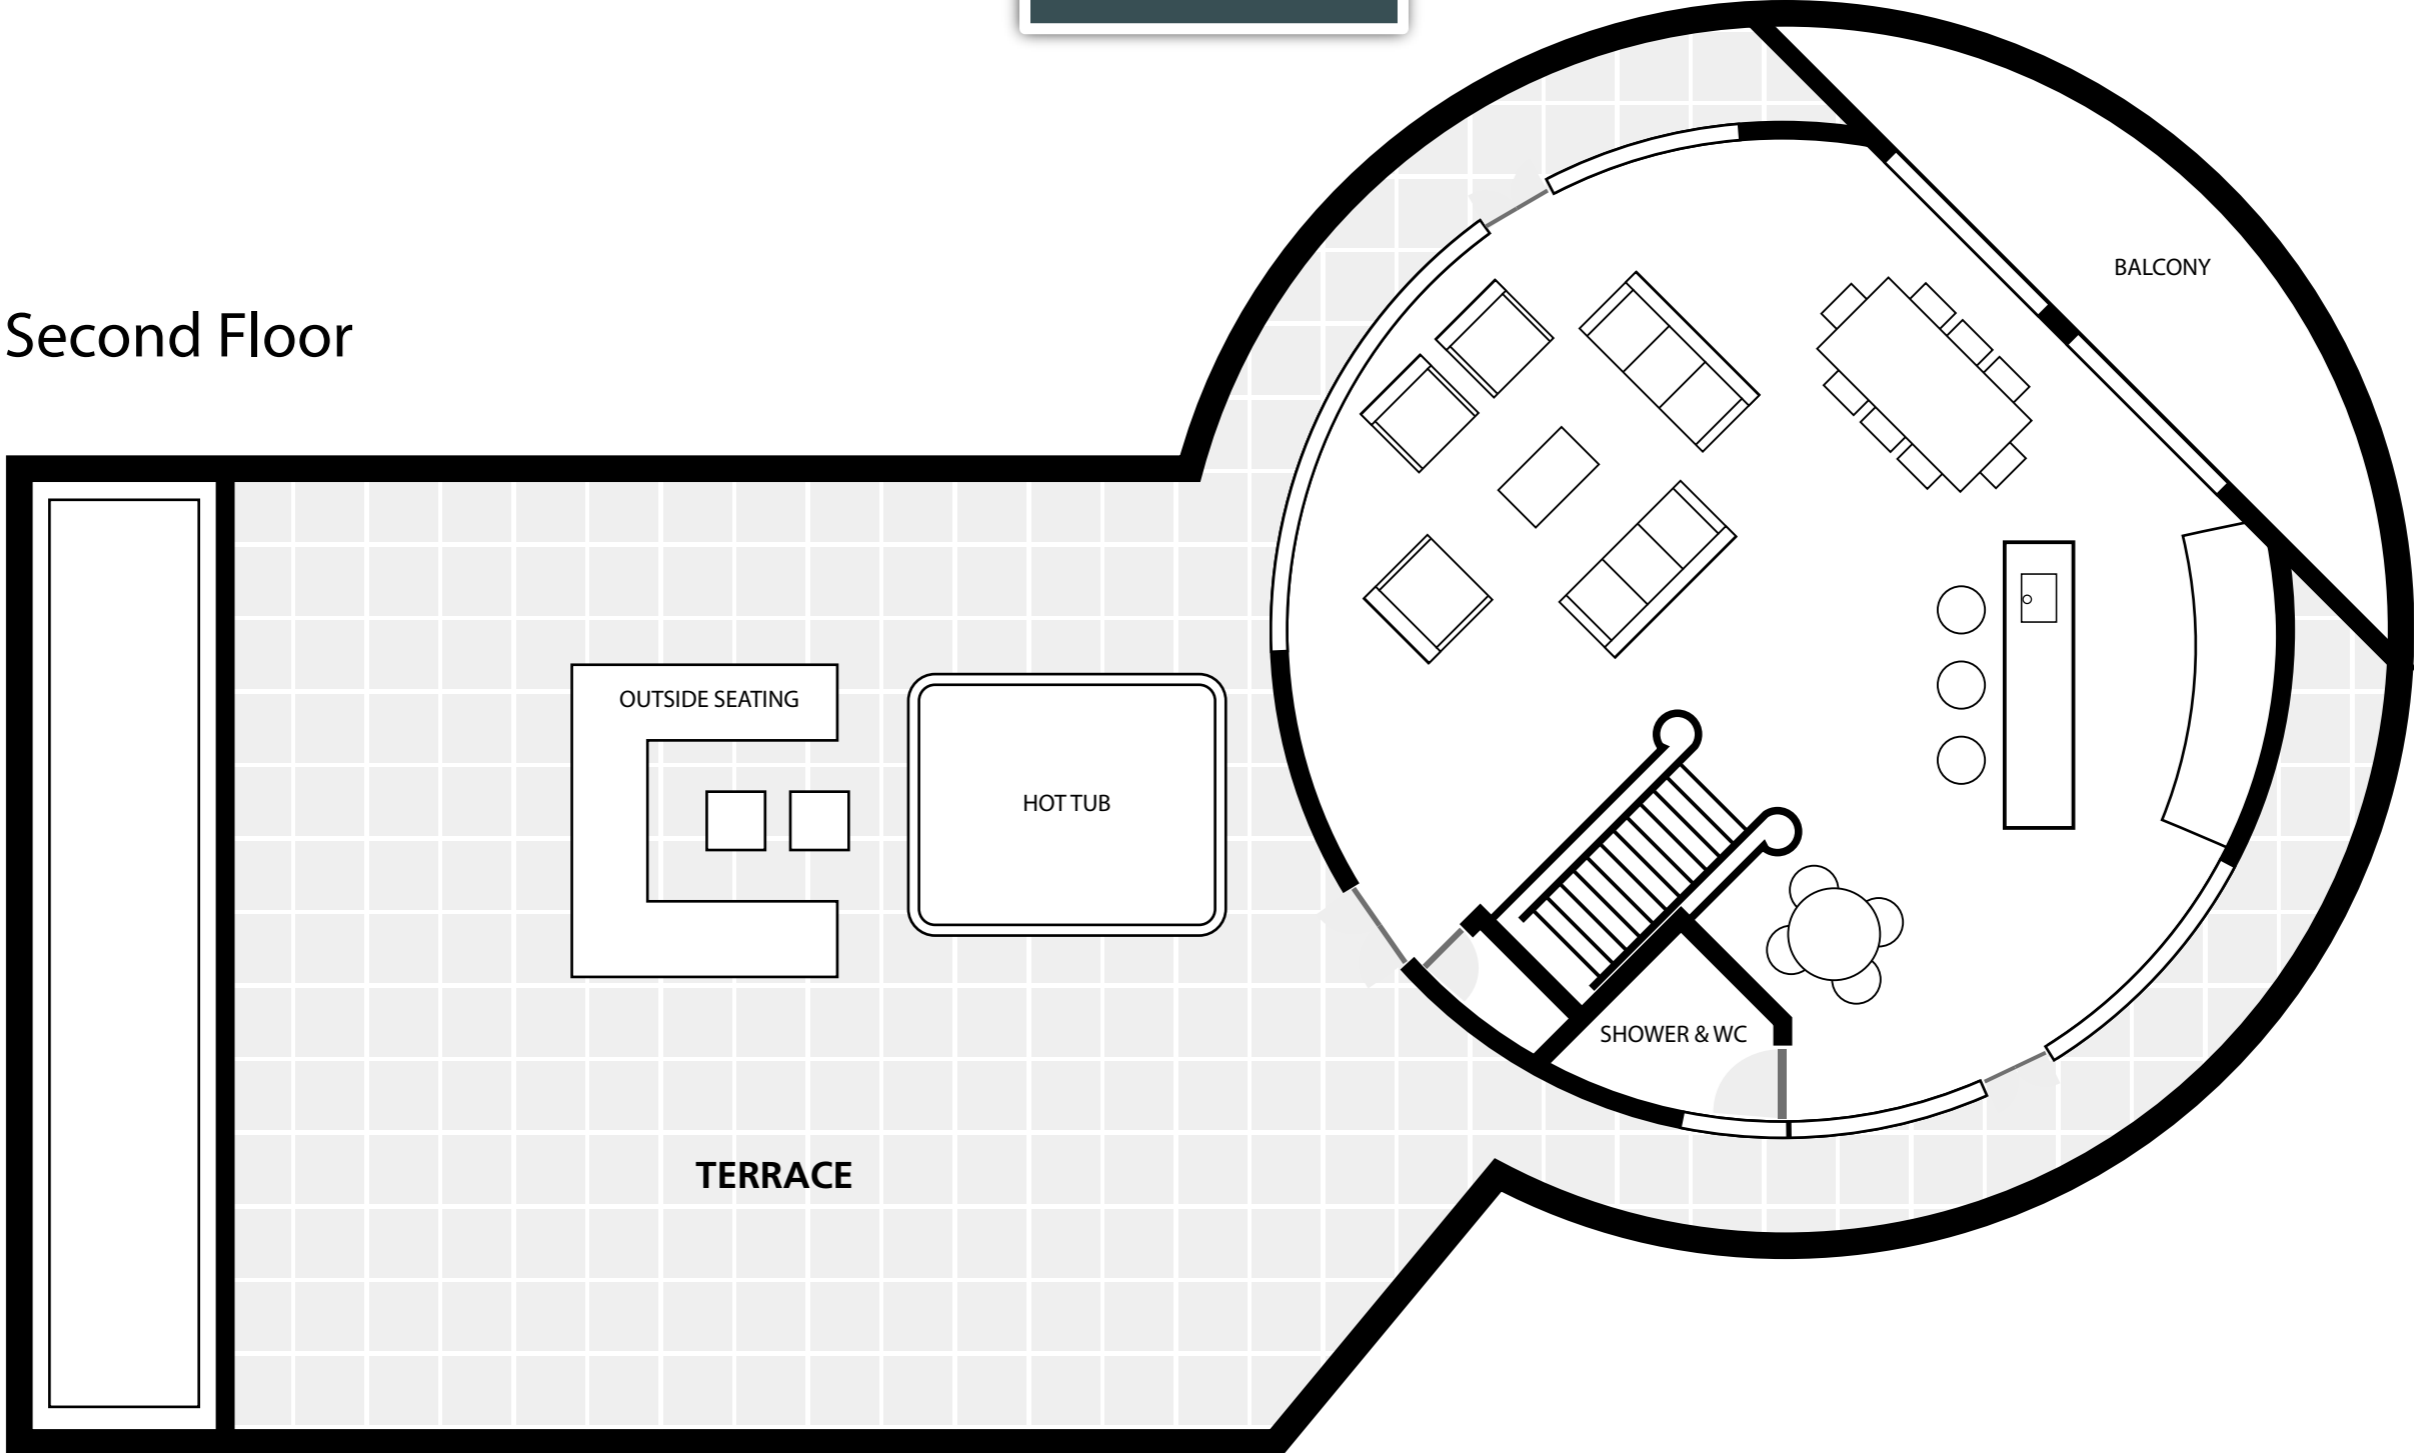 BALCONY
Second Floor
OUTSIDE SEATING
HOT TUB
SHOWER & WC
TERRACE